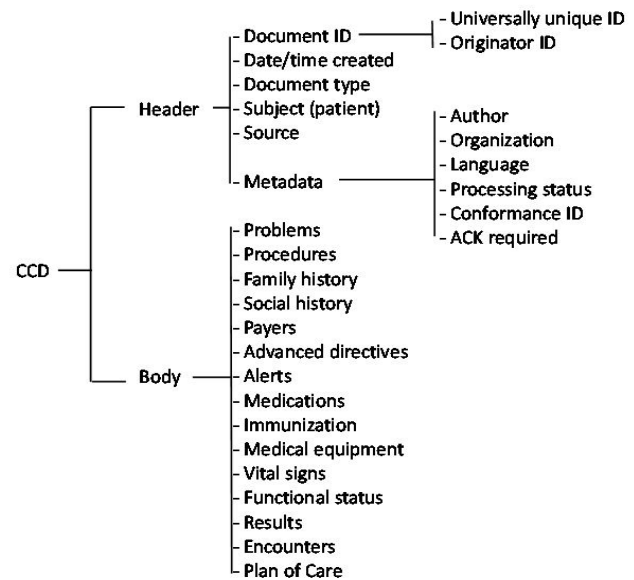 CCD
Header
- Document ID
- Universally unique ID
- Originator ID
- Date/time created
- Document type
- Subject (patient)
- Source
- Metadata
- Author
- Organization
- Language
- Processing status
- Conformance ID
- ACK required
Body
- Problems
- Procedures
- Family history
- Social history
- Payers
- Advanced directives
- Alerts
- Medications
- Immunization
- Medical equipment
- Vital signs
- Functional status
- Results
- Encounters
- Plan of Care